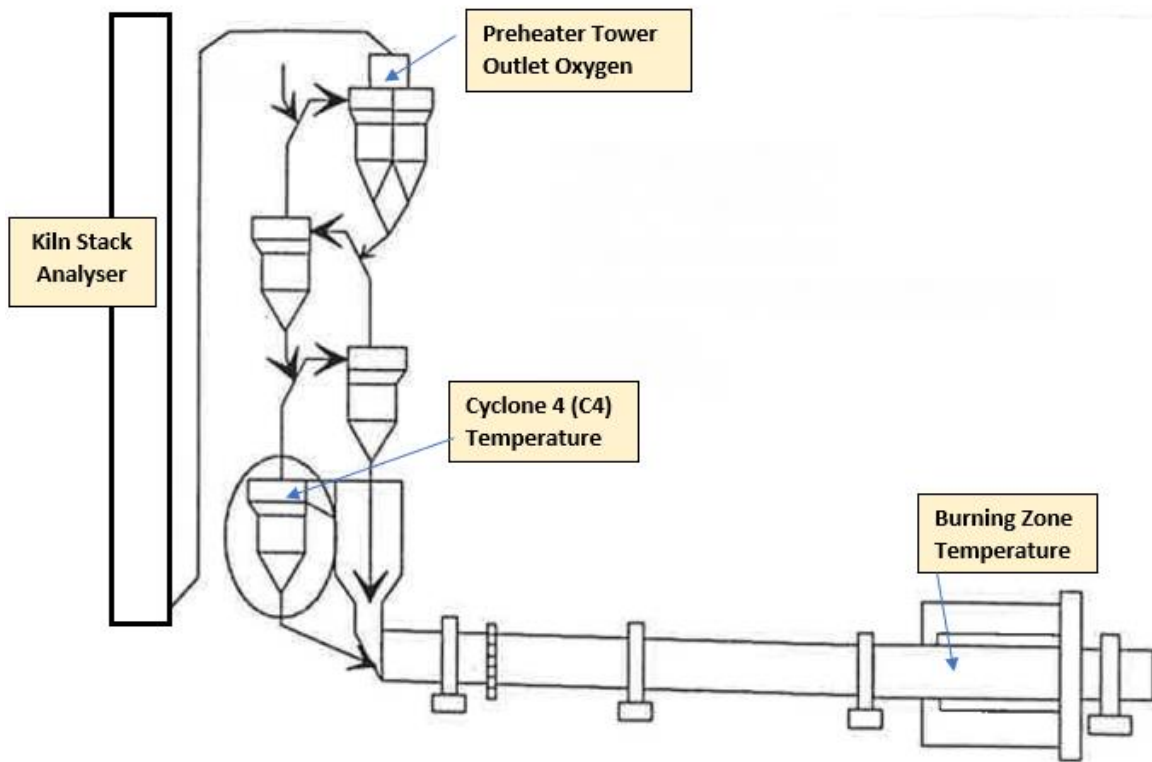 Preheater Tower
Outlet Oxygen
Kiln Stack
Analyser
Cyclone 4 (C4)
Temperature
Burning Zone
Temperature